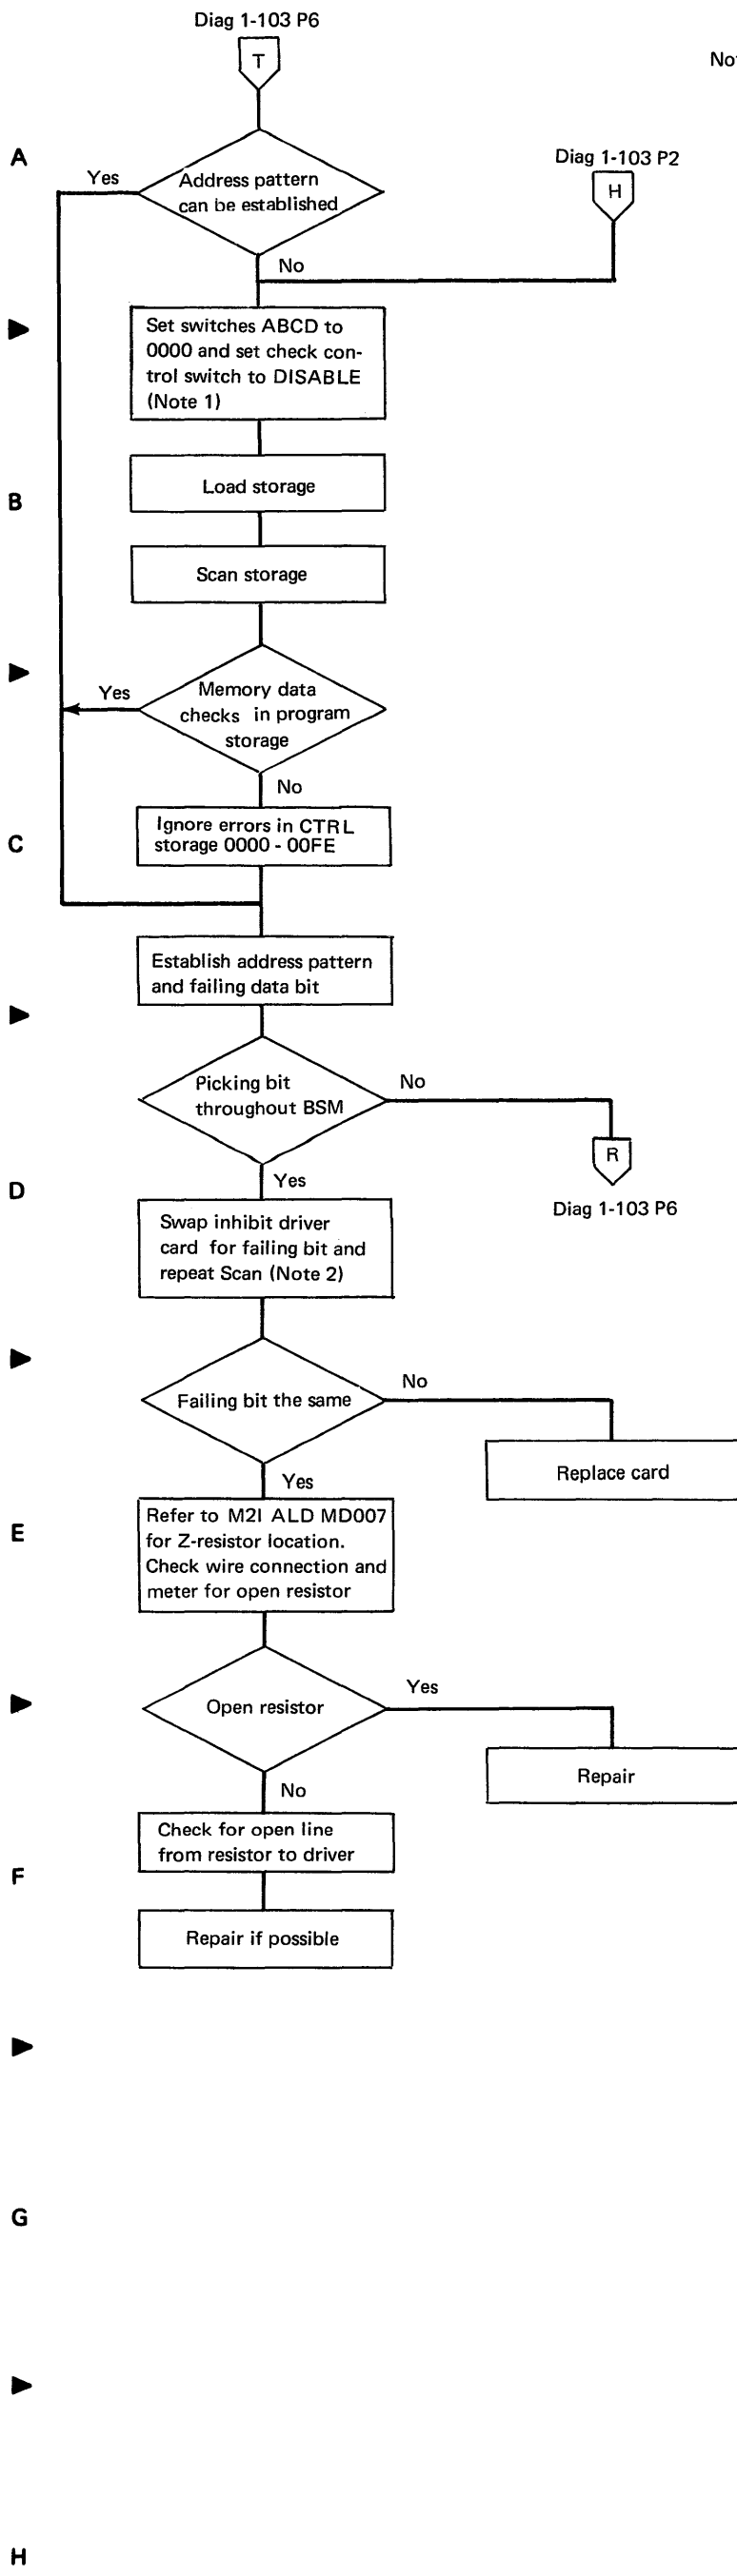 Diag 1-103 P6
T
A
Yes
Address pattern
can be established
Diag 1-103 P2
H
No
Set switches ABCD to
0000 and set check con-
trol switch to DISABLE
(Note 1)
B
Load storage
Scan storage
Yes
Memory data
checks in program
storage
No
C
Ignore errors in CTRL
storage 0000 - 00FE
Establish address pattern
and failing data bit
Picking bit
throughout BSM
No
R
Diag 1-103 P6
Yes
D
Swap inhibit driver
card for failing bit and
repeat Scan (Note 2)
Failing bit the same
No
Replace card
Yes
E
Refer to M2I ALD MD007
for Z-resistor location.
Check wire connection and
meter for open resistor
Open resistor
Yes
Repair
No
Check for open line
from resistor to driver
F
Repair if possible
G
H